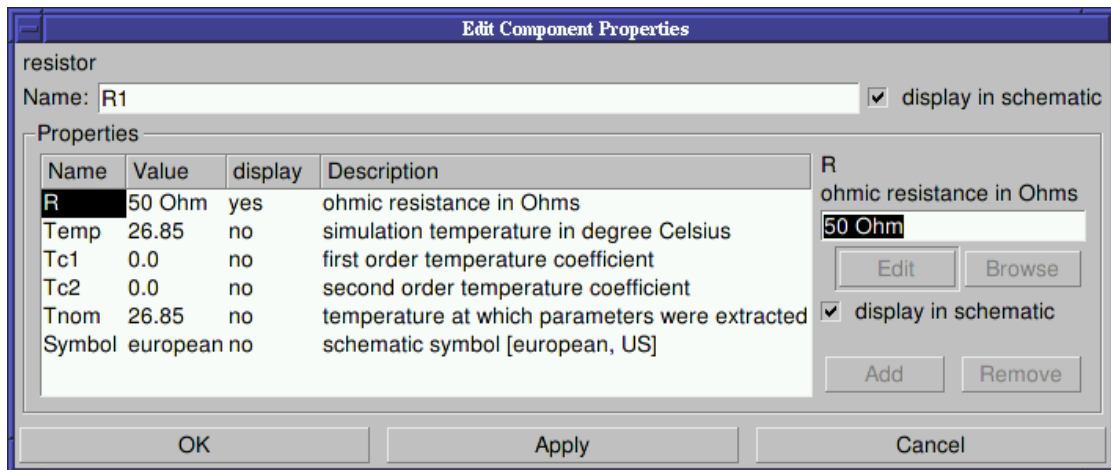 Edit Component Properties
resistor
Name: R1 display in schematic
Properties
Name Value display Description
R 50 Ohm yes ohmic resistance in Ohms
Temp 26.85 no simulation temperature in degree Celsius
Tc1 0.0 no first order temperature coefficient
Tc2 0.0 no second order temperature coefficient
Tnom 26.85 no temperature at which parameters were extracted
Symbol european no schematic symbol [european, US]
R
ohmic resistance in Ohms
50 Ohm
Edit Browse
display in schematic
Add Remove
OK Apply Cancel